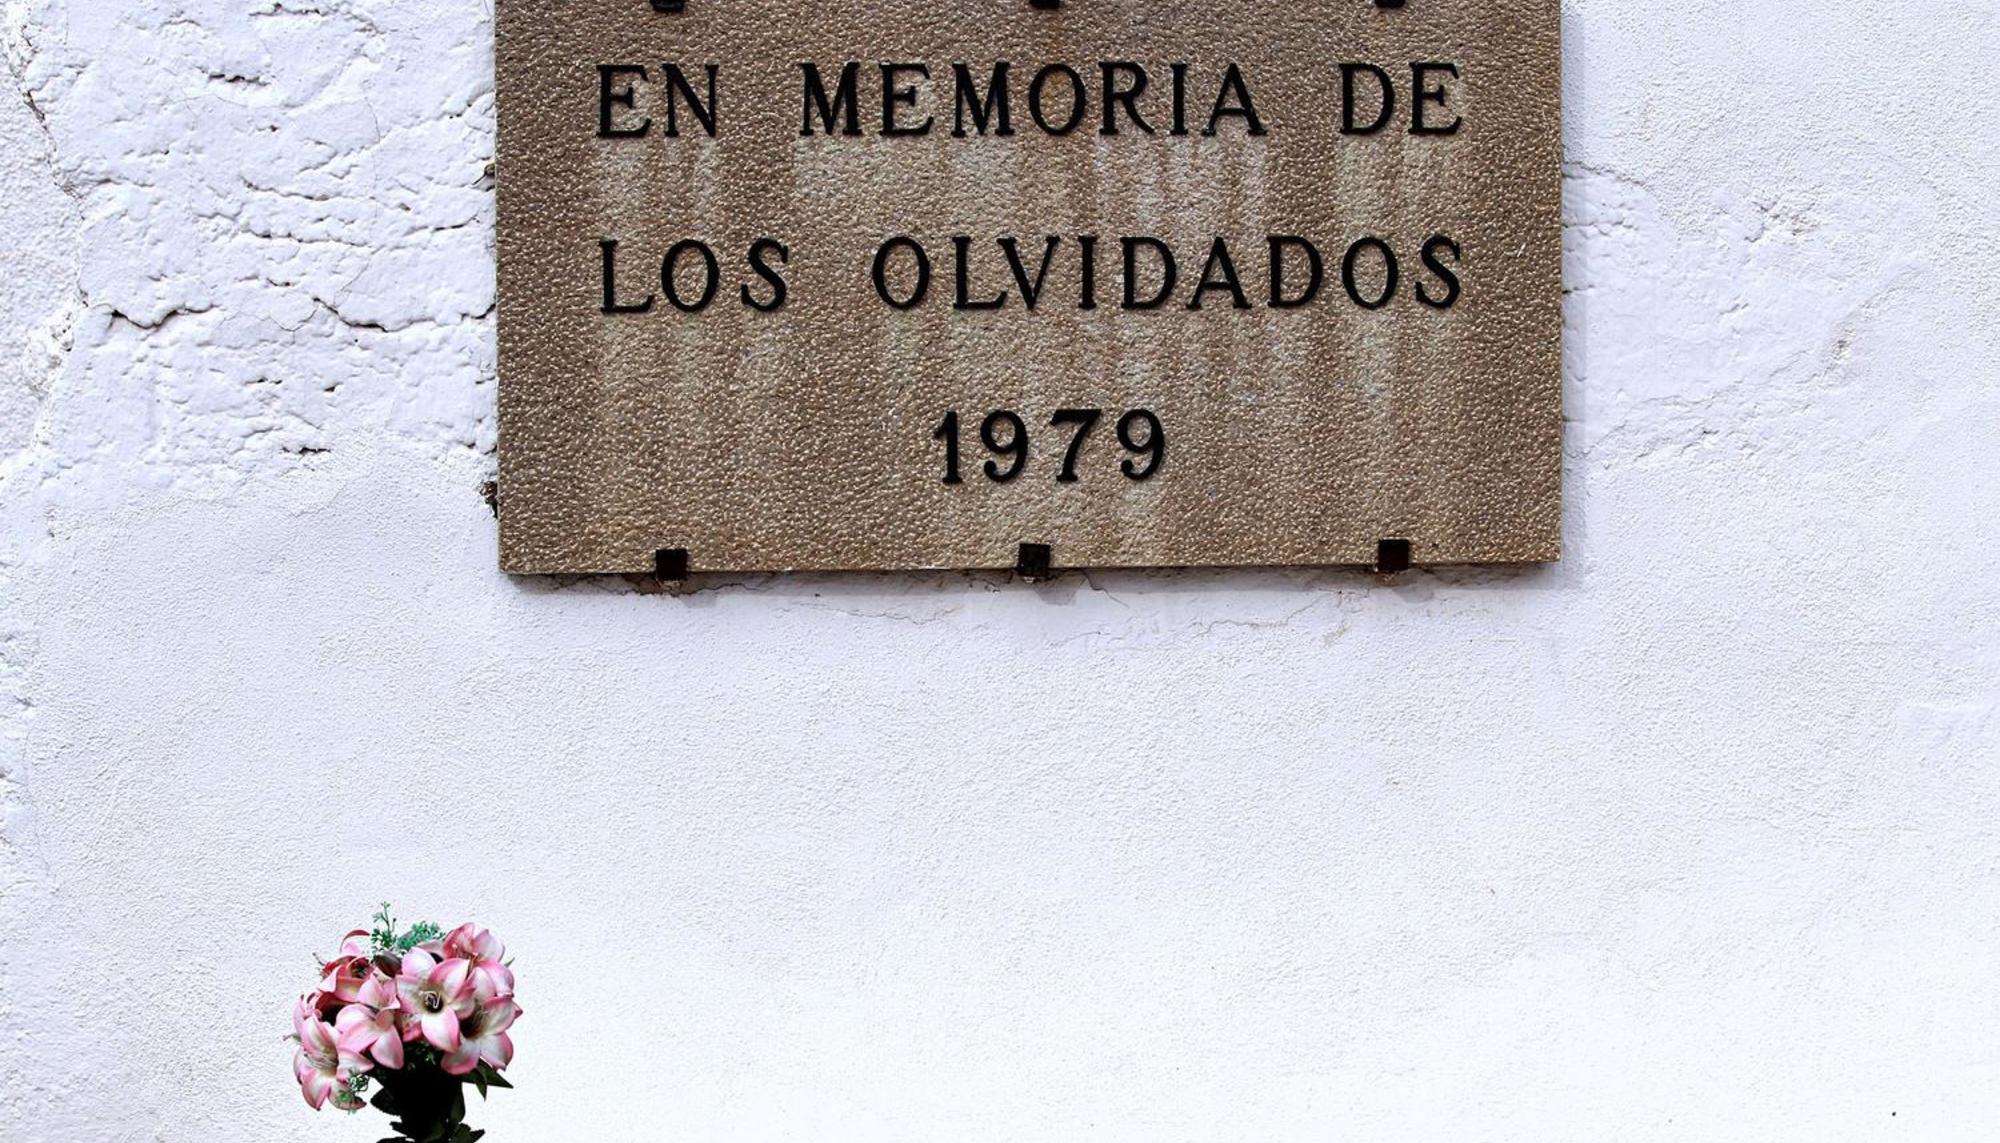 EN MEMORIA DE
LOS OLVIDADOS
1979